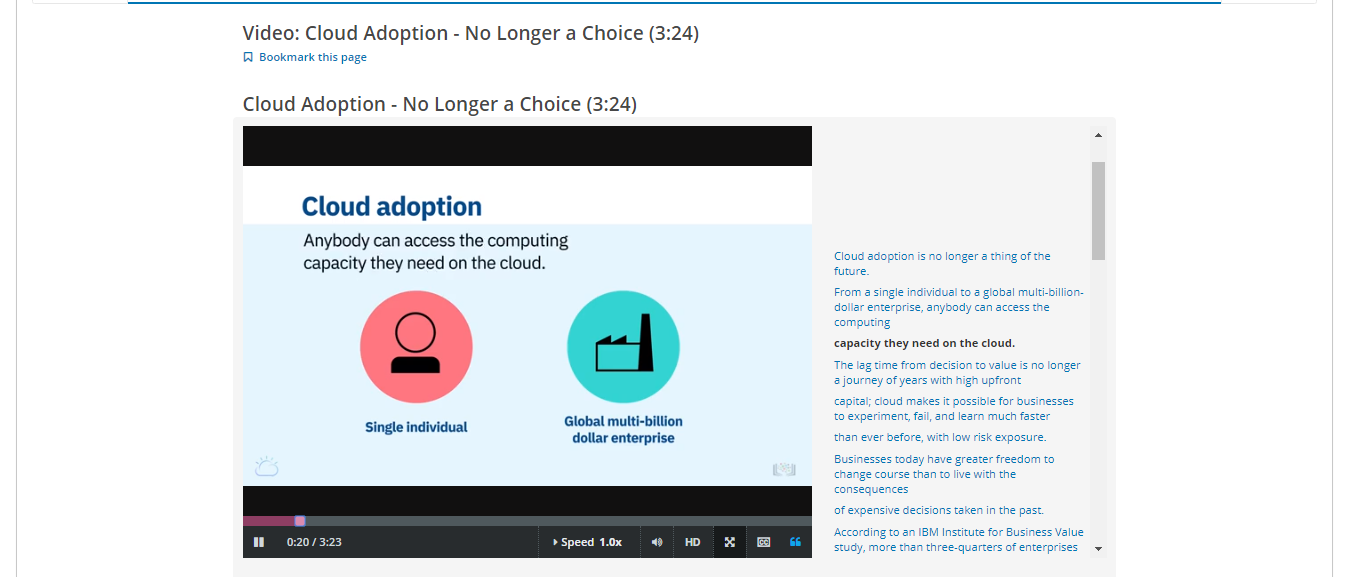 Video: Cloud Adoption - No Longer a Choice (3:24)
Bookmark this page
Cloud Adoption - No Longer a Choice (3:24)
Cloud adoption
Anybody can access the computing
capacity they need on the cloud.
Single individual
Global multi-billion
dollar enterprise
0:20 / 3:23
Speed 1.0x
HD
CC
Cloud adoption is no longer a thing of the
future.
From a single individual to a global multi-billion-
dollar enterprise, anybody can access the
computing
capacity they need on the cloud.
The lag time from decision to value is no longer
a journey of years with high upfront
capital; cloud makes it possible for businesses
to experiment, fail, and learn much faster
than ever before, with low risk exposure.
Businesses today have greater freedom to
change course than to live with the
consequences
of expensive decisions taken in the past.
According to an IBM Institute for Business Value
study, more than three-quarters of enterprises